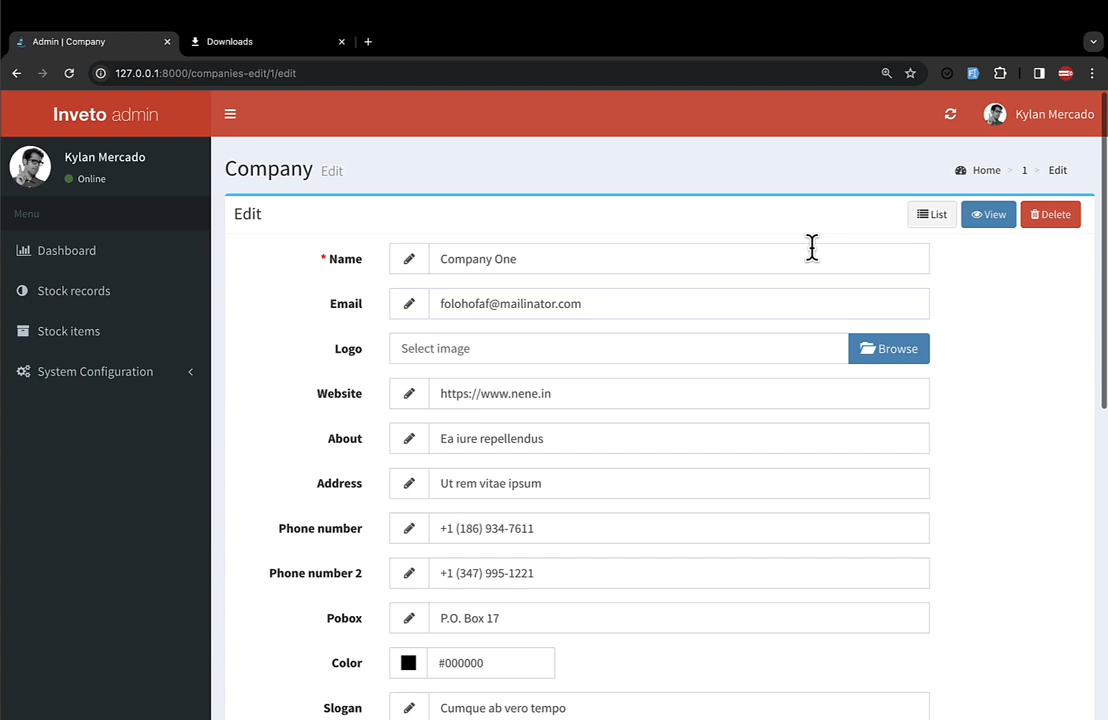 Admin | Company
Downloads
127.0.0.1:8000/companies-edit/1/edit
Inveto admin
Kylan Mercado
Kylan Mercado
Online
Company Edit
Home > 1 > Edit
Menu
Edit
List
View
Delete
Dashboard
* Name
Company One
Stock records
Email
folohofaf@mailinator.com
Stock items
Logo
Select image
Browse
System Configuration
Website
https://www.nene.in
About
Ea iure repellendus
Address
Ut rem vitae ipsum
Phone number
+1 (186) 934-7611
Phone number 2
+1 (347) 995-1221
Pobox
P.O. Box 17
Color
#000000
Slogan
Cumque ab vero tempo